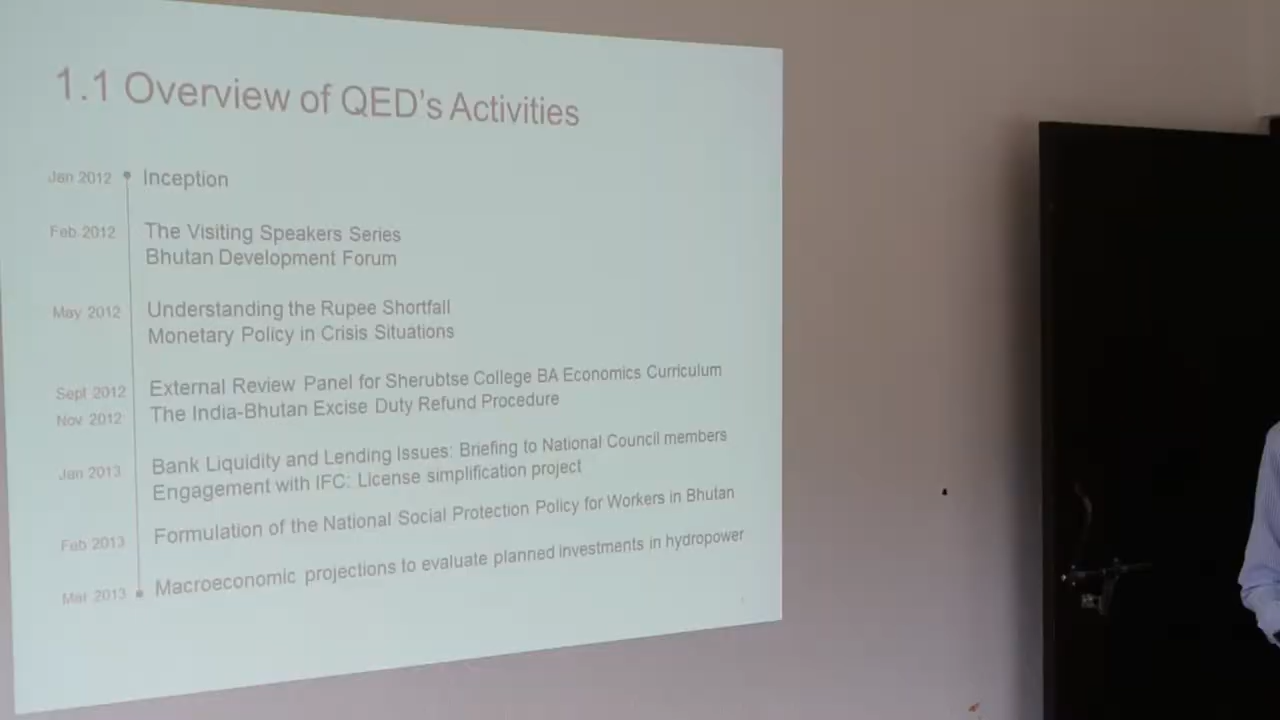 1.1 Overview of QED's Activities
Jan 2012 Inception
Feb 2012 The Visiting Speakers Series
Bhutan Development Forum
May 2012 Understanding the Rupee Shortfall
Monetary Policy in Crisis Situations
Sept 2012 External Review Panel for Sherubtse College BA Economics Curriculum
Nov 2012 The India-Bhutan Excise Duty Refund Procedure
Jan 2013 Bank Liquidity and Lending Issues: Briefing to National Council members
Engagement with IFC: License simplification project
Feb 2013 Formulation of the National Social Protection Policy for Workers in Bhutan
Mar 2013 Macroeconomic projections to evaluate planned investments in hydropower